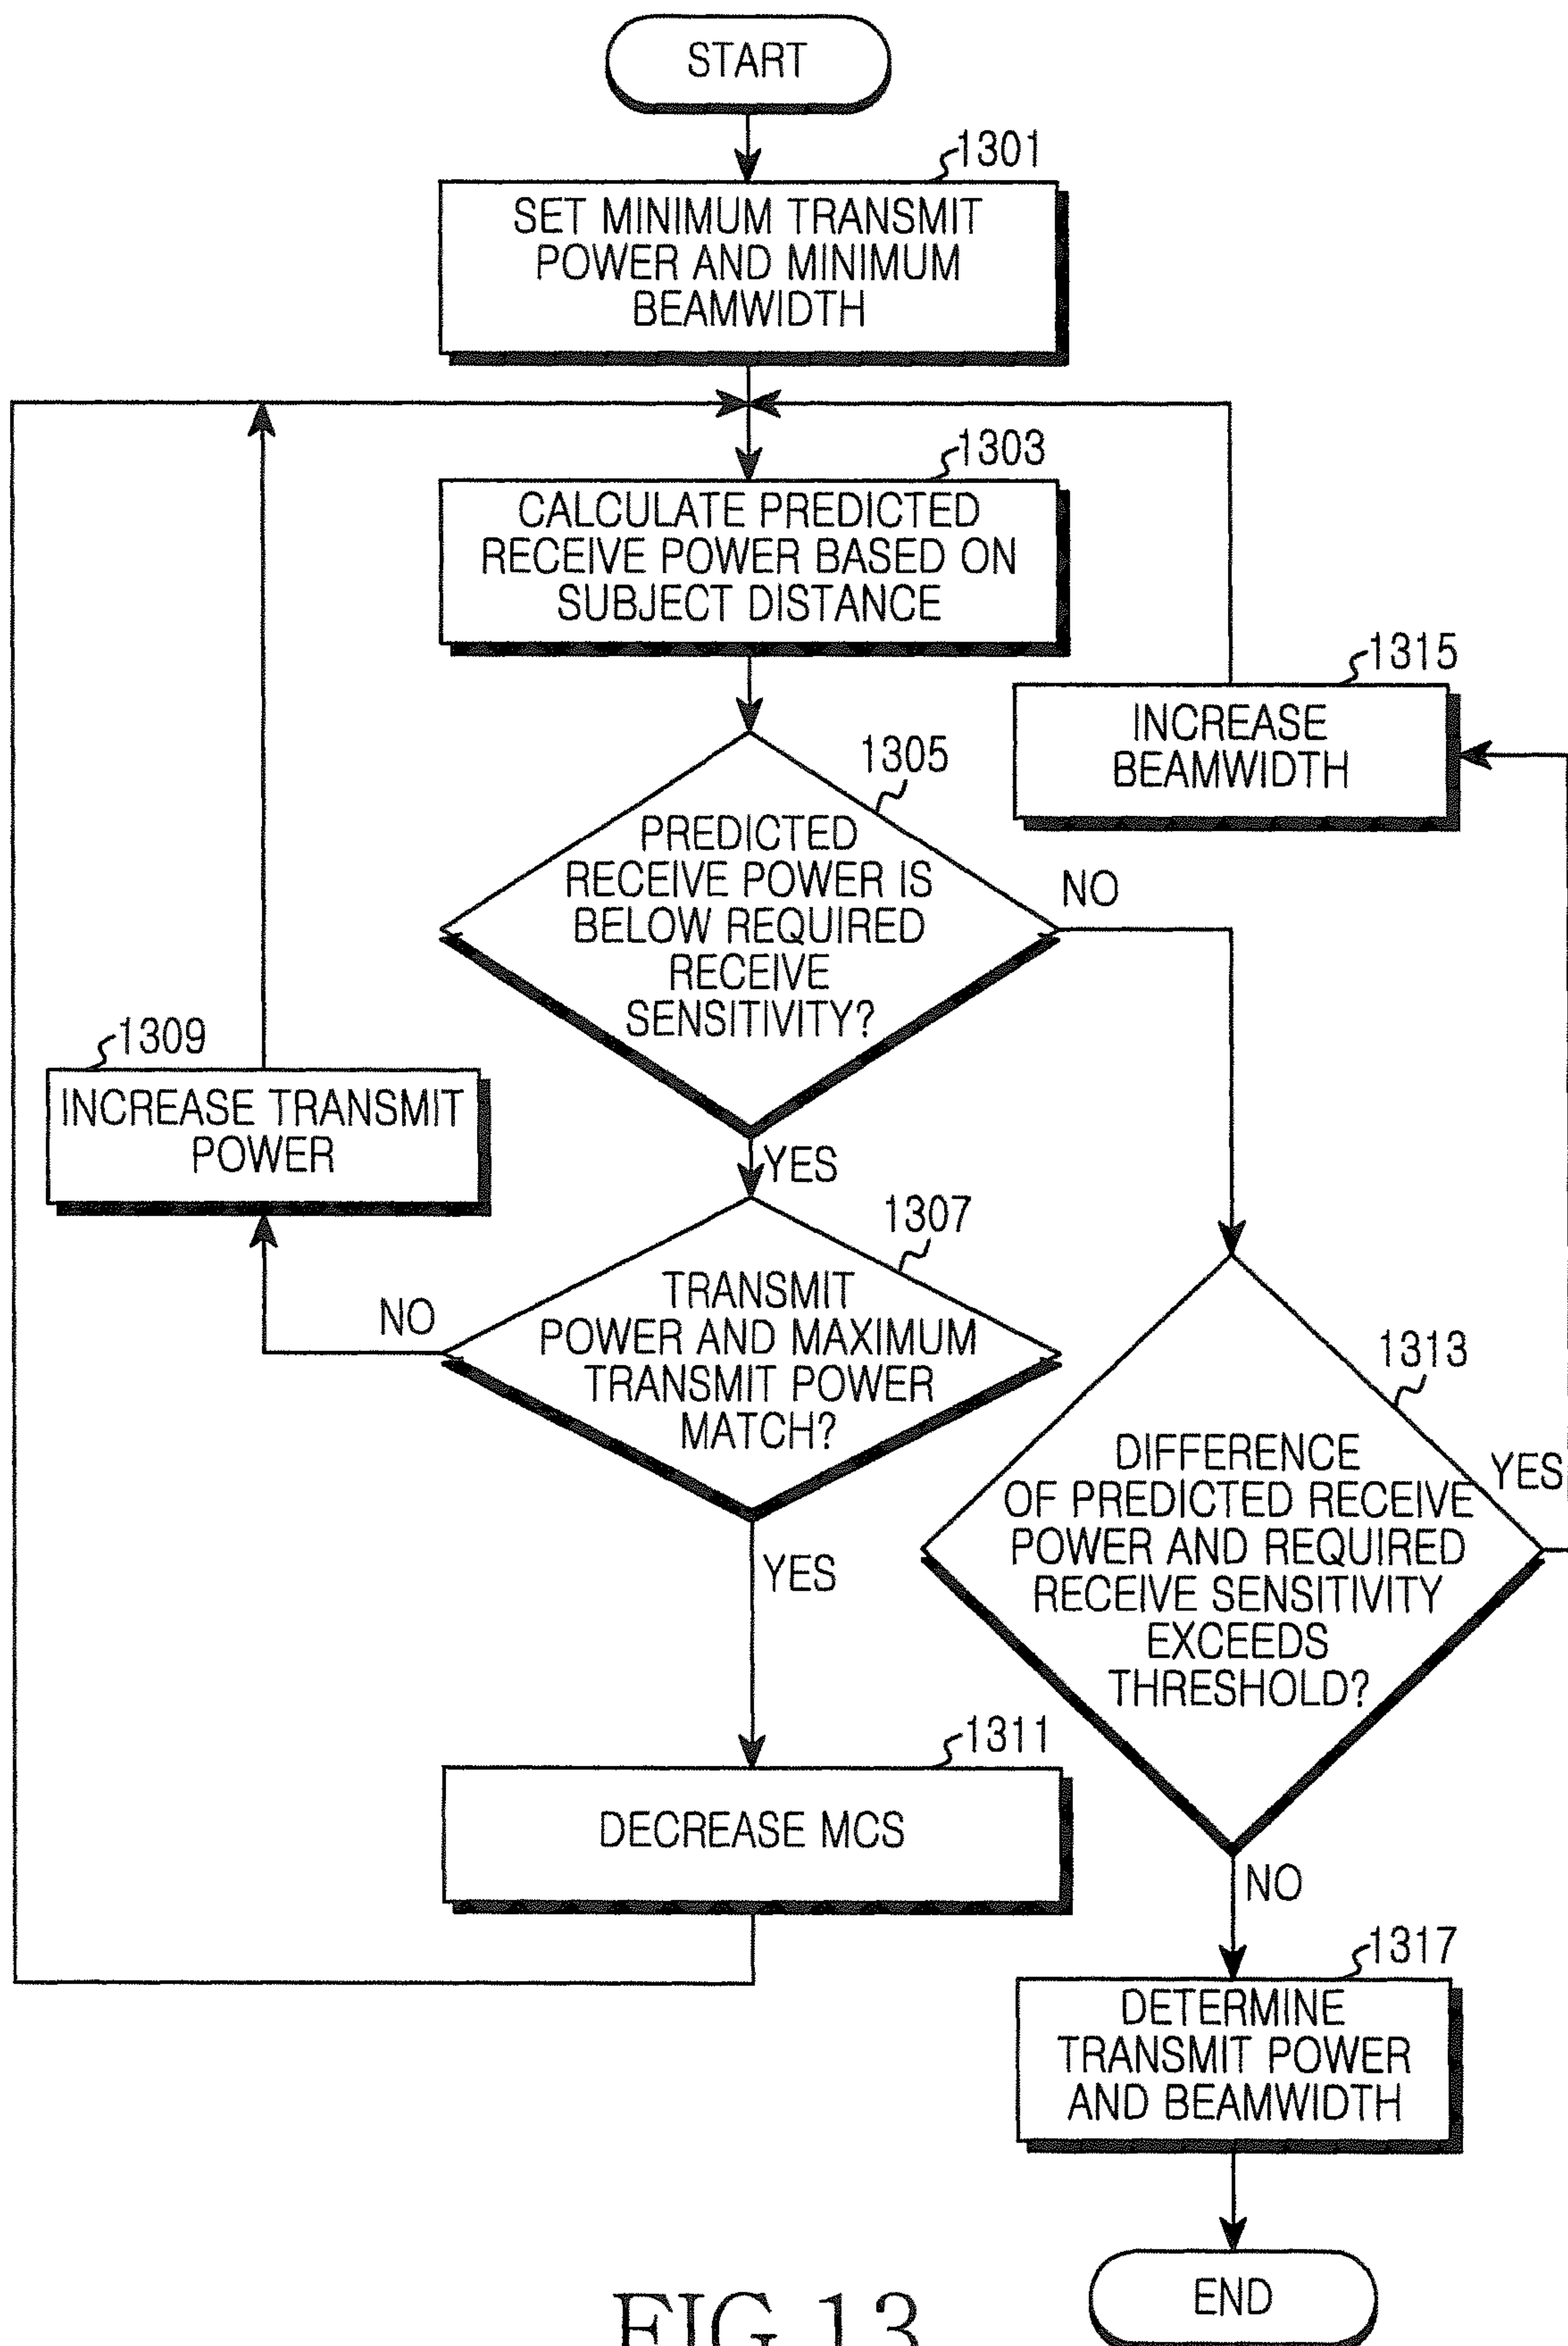 START
1301
SET MINIMUM TRANSMIT
POWER AND MINIMUM
BEAMWIDTH
1303
CALCULATE PREDICTED
RECEIVE POWER BASED ON
SUBJECT DISTANCE
1315
INCREASE
BEAMWIDTH
1305
PREDICTED
RECEIVE POWER IS
BELOW REQUIRED
RECEIVE
SENSITIVITY?
NO
1309
INCREASE TRANSMIT
POWER
YES
1307
TRANSMIT
POWER AND MAXIMUM
TRANSMIT POWER
MATCH?
NO
YES
1313
DIFFERENCE
OF PREDICTED RECEIVE
POWER AND REQUIRED
RECEIVE SENSITIVITY
EXCEEDS
THRESHOLD?
YES
1311
DECREASE MCS
NO
1317
DETERMINE
TRANSMIT POWER
AND BEAMWIDTH
END
FIG.13